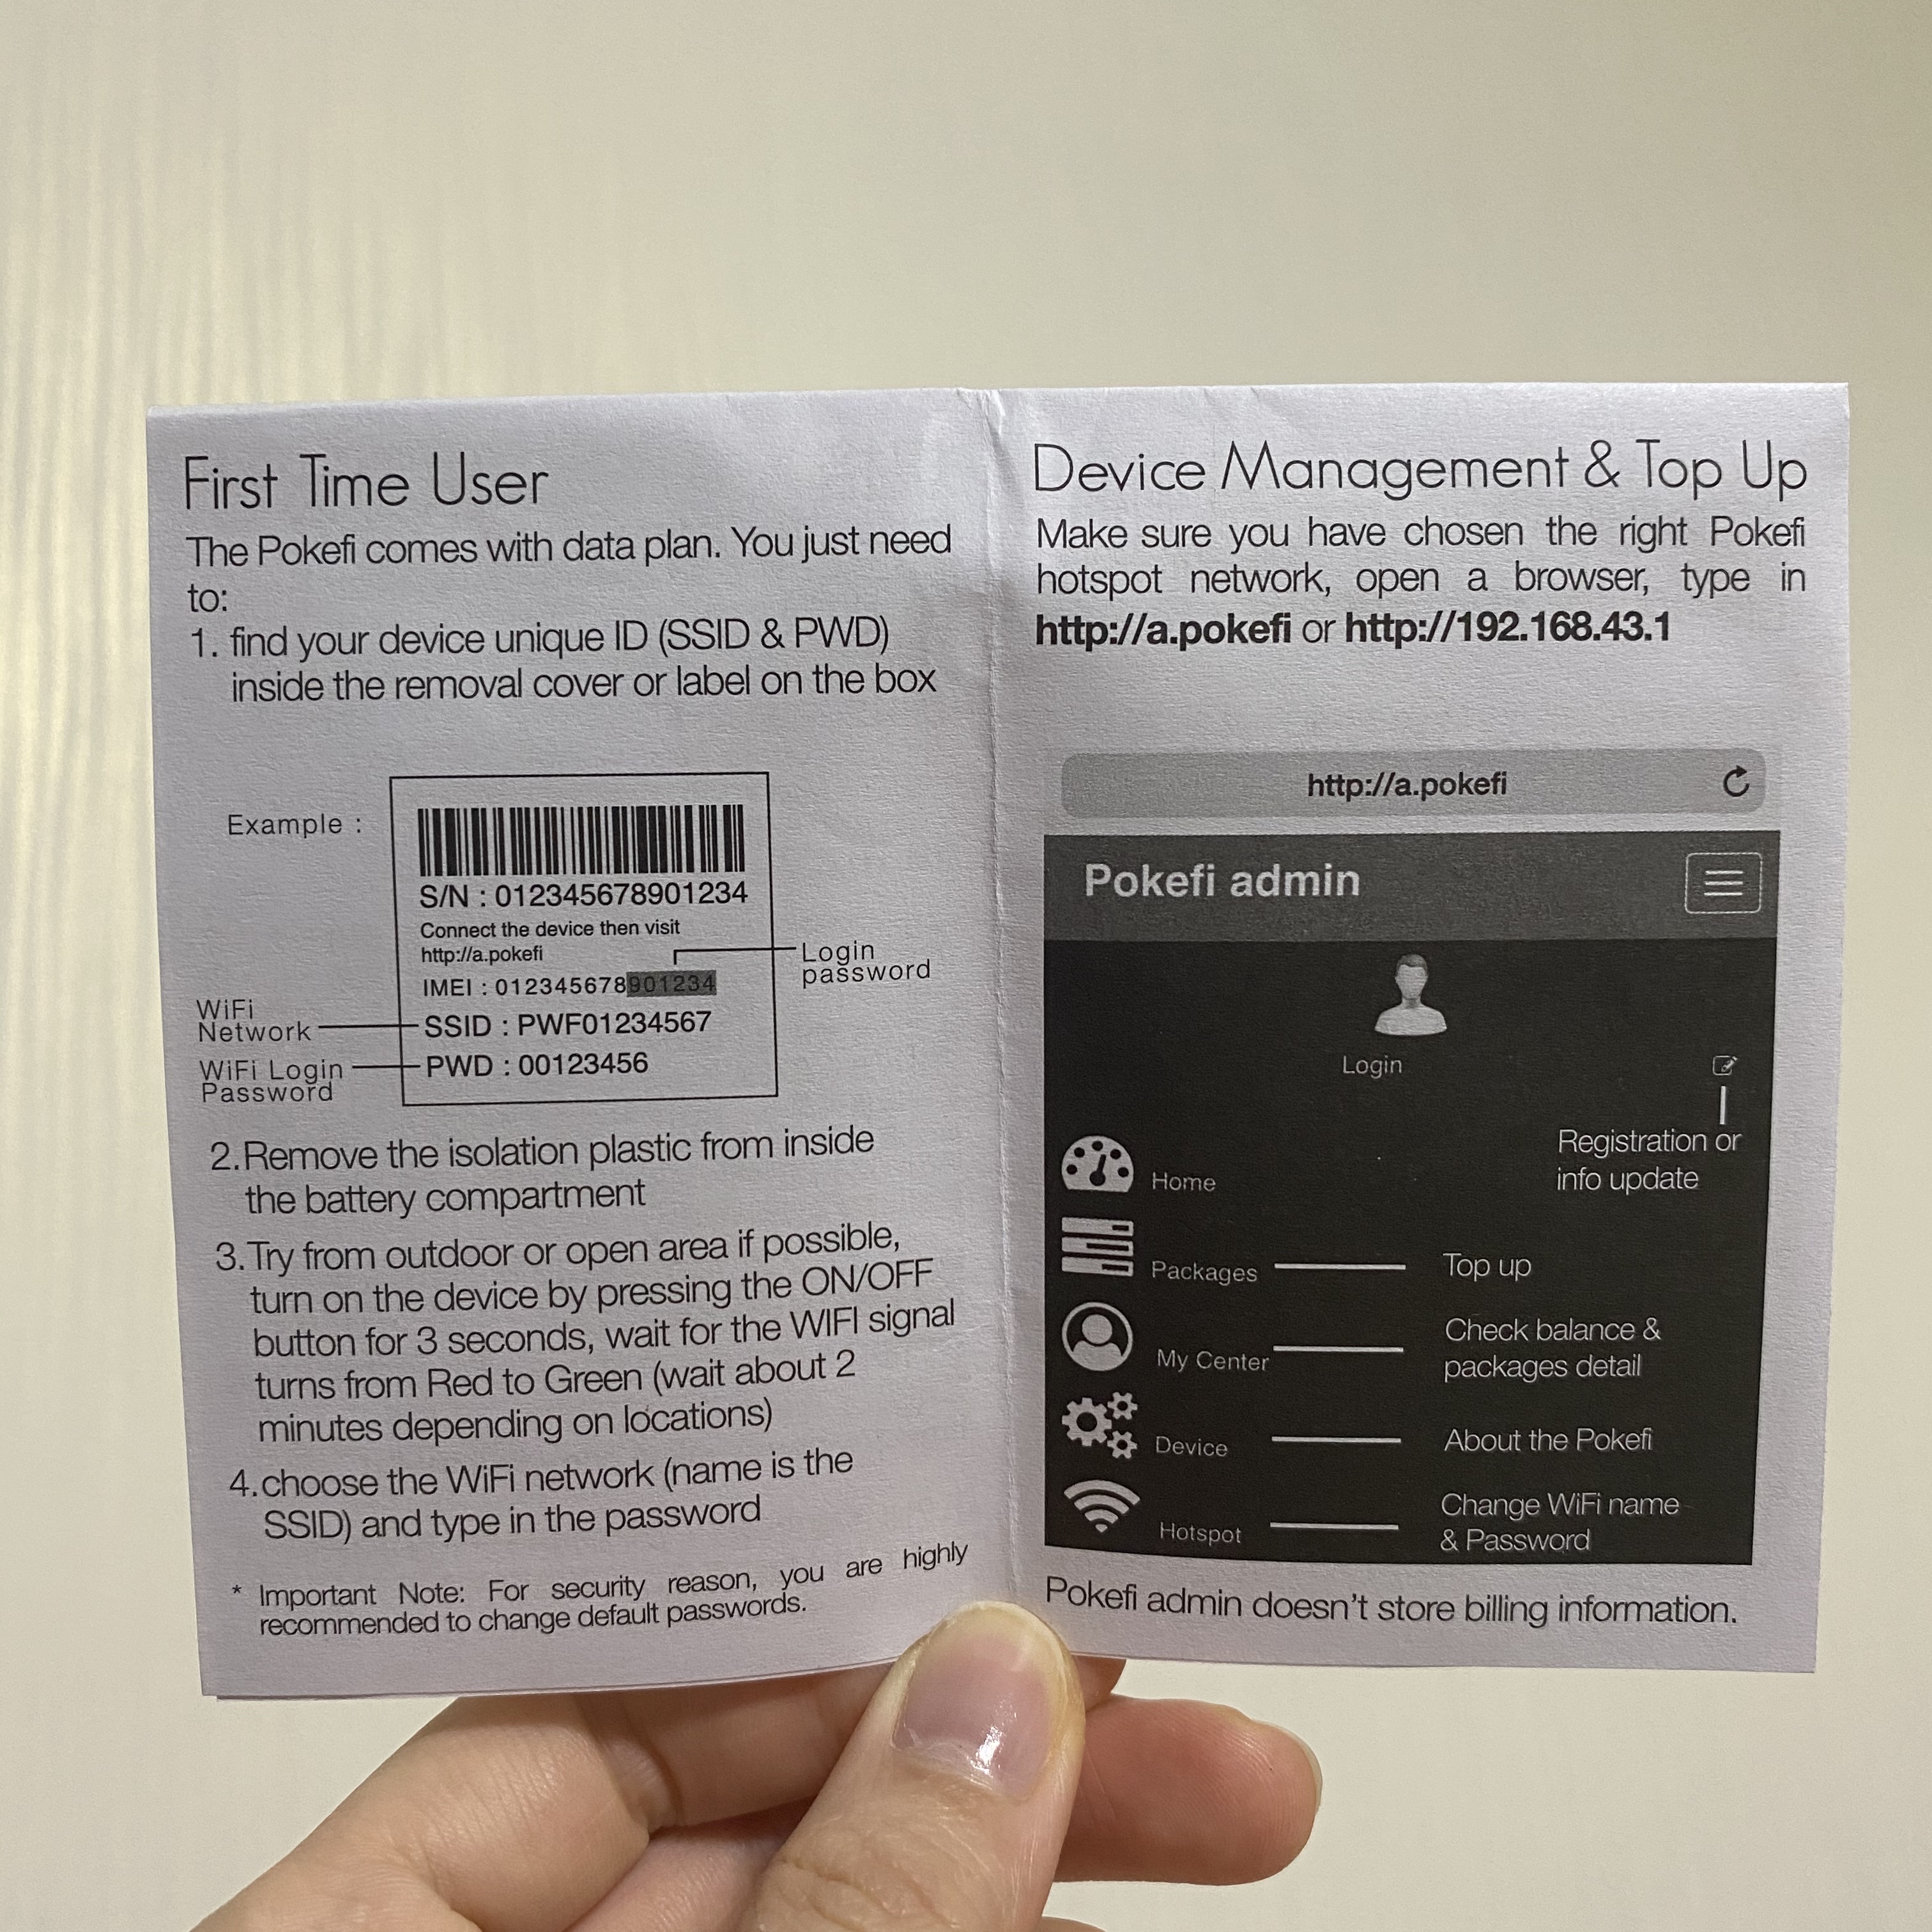 First Time User
The Pokefi comes with data plan. You just need
to:
1. find your device unique ID (SSID & PWD)
inside the removal cover or label on the box
Example :
S/N : 012345678901234
Connect the device then visit
http://a.pokefi
IMEI : 012345678901234
SSID : PWF01234567
PWD : 00123456
Login
password
WiFi
Network
WiFi Login
Password
2. Remove the isolation plastic from inside
the battery compartment
3. Try from outdoor or open area if possible,
turn on the device by pressing the ON/OFF
button for 3 seconds, wait for the WIFI signal
turns from Red to Green (wait about 2
minutes depending on locations)
4. choose the WiFi network (name is the
SSID) and type in the password
* Important Note: For security reason, you are highly
recommended to change default passwords.
Device Management & Top Up
Make sure you have chosen the right Pokefi
hotspot network, open a browser, type in
http://a.pokefi or http://192.168.43.1
http://a.pokefi
Pokefi admin
Login
Registration or
info update
Home
Packages
Top up
My Center
Check balance &
packages detail
Device
About the Pokefi
Hotspot
Change WiFi name
& Password
Pokefi admin doesn't store billing information.